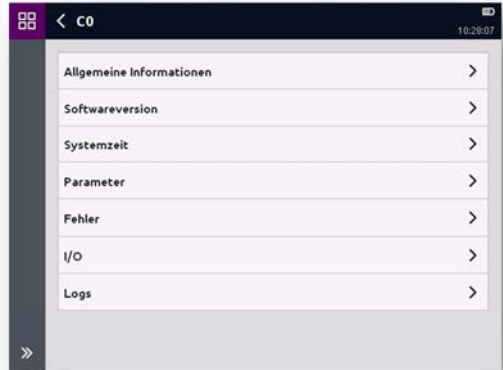 C0
10:28:07
Allgemeine Informationen
Softwareversion
Systemzeit
Parameter
Fehler
I/O
Logs